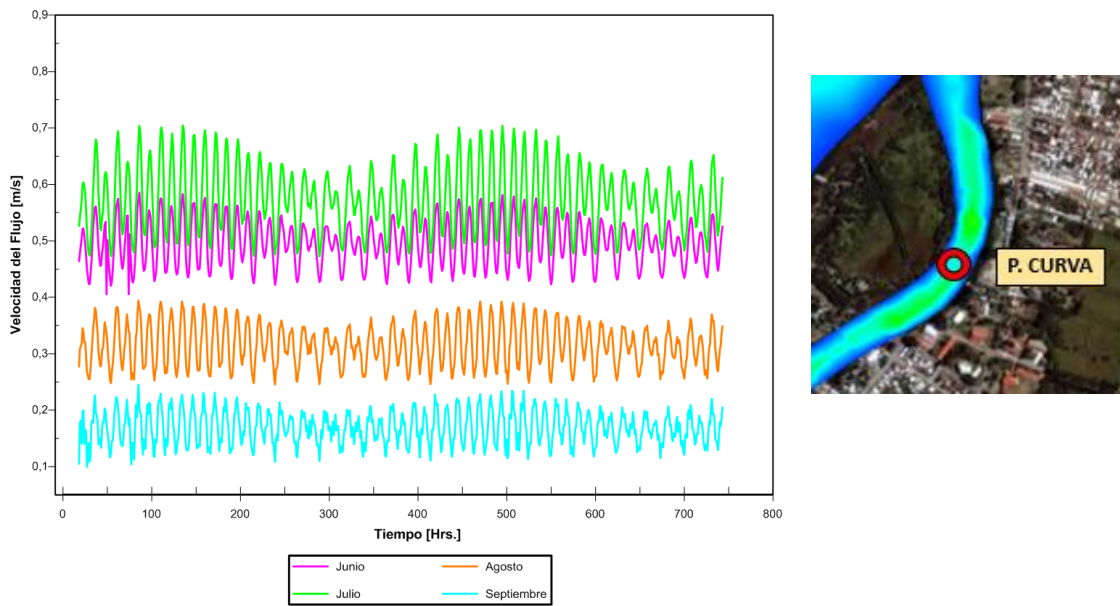 0,9
0,8
0,7
0,6
0,5
0,4
0,3
0,2
0,1
Velocidad del Flujo [m/s]
0 100 200 300 400 500 600 700 800
Tiempo [Hrs.]
Junio Agosto
Julio Septiembre
P. CURVA